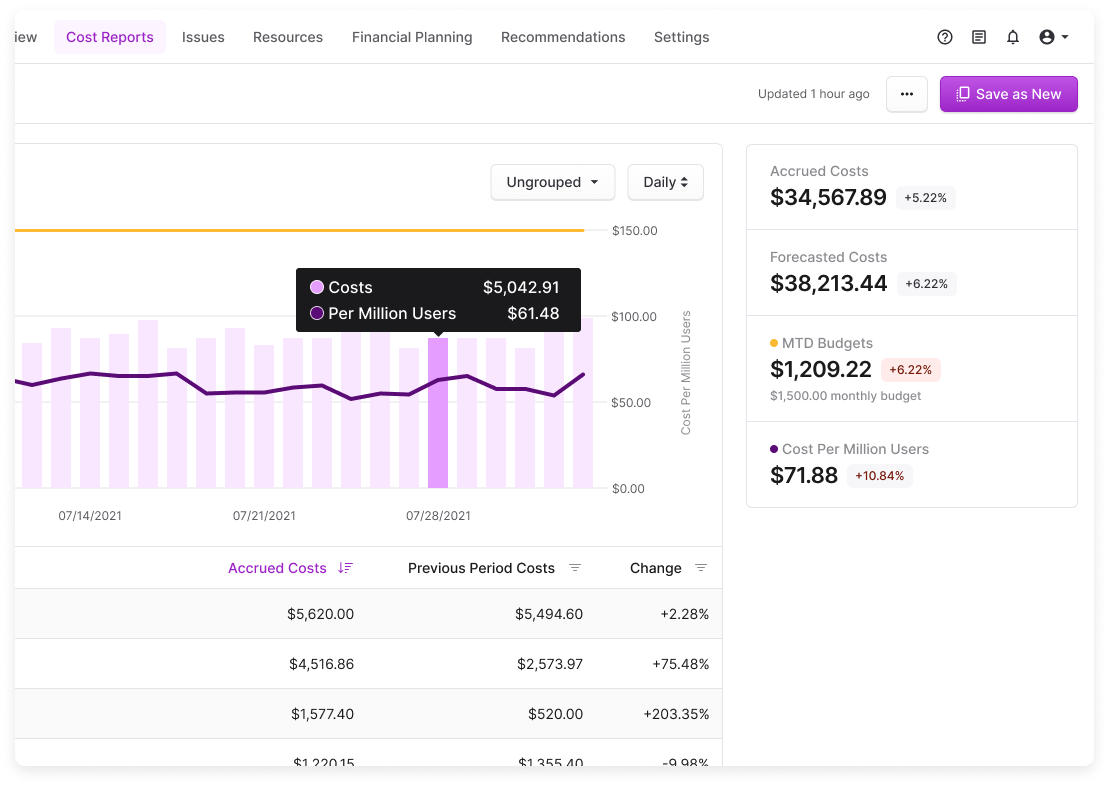 iew Cost Reports Issues Resources Financial Planning Recommendations Settings
Updated 1 hour ago ••• Save as New
Ungrouped Daily
$150.00
$100.00
$50.00
$0.00
Cost Per Million Users
Costs $5,042.91
Per Million Users $61.48
07/14/2021 07/21/2021 07/28/2021
Accrued Costs
$34,567.89 +5.22%
Forecasted Costs
$38,213.44 +6.22%
MTD Budgets
$1,209.22 +6.22%
$1,500.00 monthly budget
Cost Per Million Users
$71.88 +10.84%
Accrued Costs Previous Period Costs Change
$5,620.00 $5,494.60 +2.28%
$4,516.86 $2,573.97 +75.48%
$1,577.40 $520.00 +203.35%
$1,220.15 $1,355.40 -9.98%